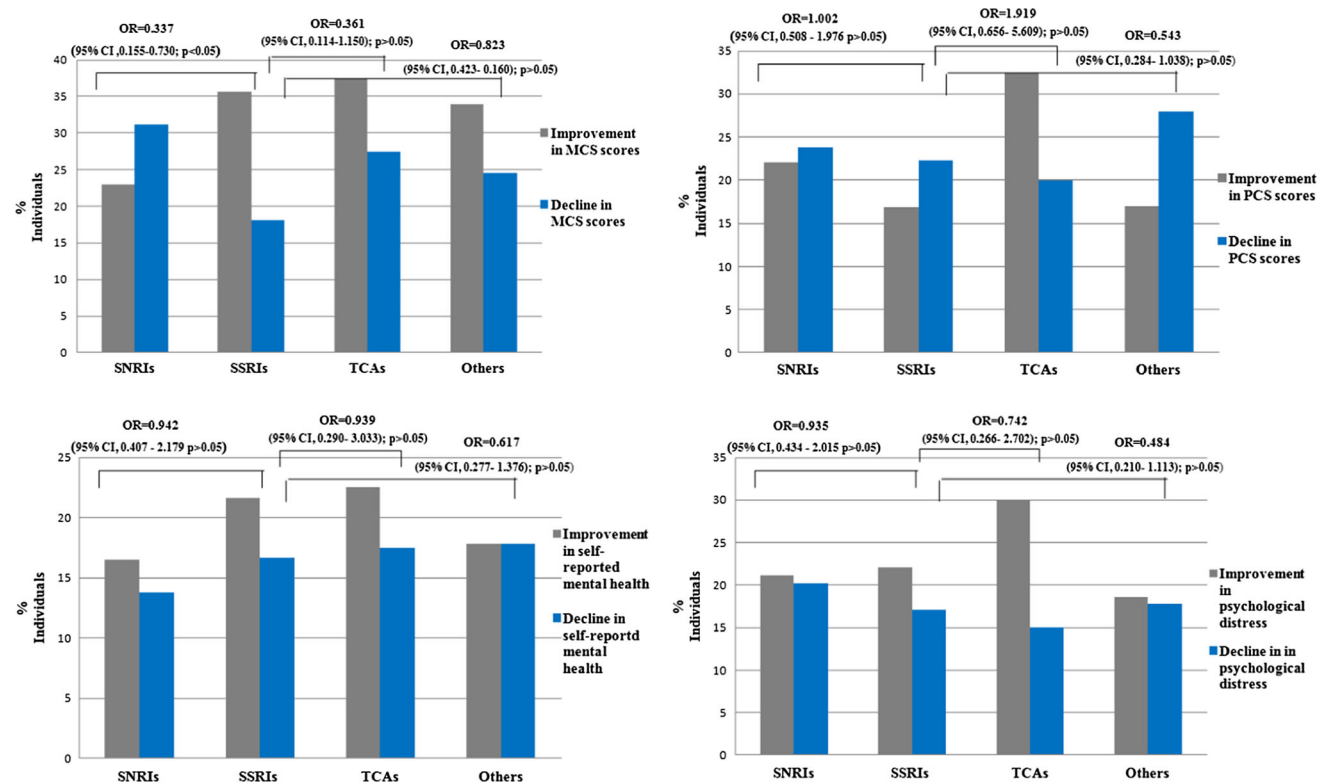 OR=0.337
(95% CI, 0.155-0.730; p<0.05)
OR=0.361
(95% CI, 0.114-1.150); p>0.05)
OR=0.823
(95% CI, 0.423- 0.160); p>0.05)
40
35
30
25
20
15
10
5
0
%
Individuals
SNRIs
SSRIs
TCAs
Others
Improvement
in MCS scores
Decline in
MCS scores
OR=1.002
(95% CI, 0.508 - 1.976 p>0.05)
OR=1.919
(95% CI, 0.656- 5.609); p>0.05)
OR=0.543
(95% CI, 0.284- 1.038); p>0.05)
35
30
25
20
15
10
5
0
%
Individuals
SNRIs
SSRIs
TCAs
Others
Improvement
in PCS scores
Decline in
PCS scores
OR=0.942
(95% CI, 0.407 - 2.179 p>0.05)
OR=0.939
(95% CI, 0.290- 3.033); p>0.05)
OR=0.617
(95% CI, 0.277- 1.376); p>0.05)
25
20
15
10
5
0
%
Individuals
SNRIs
SSRIs
TCAs
Others
Improvement
in self-
reported
mental health
Decline in
self-reportd
mental
health
OR=0.935
(95% CI, 0.434 - 2.015 p>0.05)
OR=0.742
(95% CI, 0.266- 2.702); p>0.05)
OR=0.484
(95% CI, 0.210- 1.113); p>0.05)
35
30
25
20
15
10
5
0
%
Individuals
SNRIs
SSRIs
TCAs
Others
Improvement
in
psychological
distress
Decline in in
psychological
distress